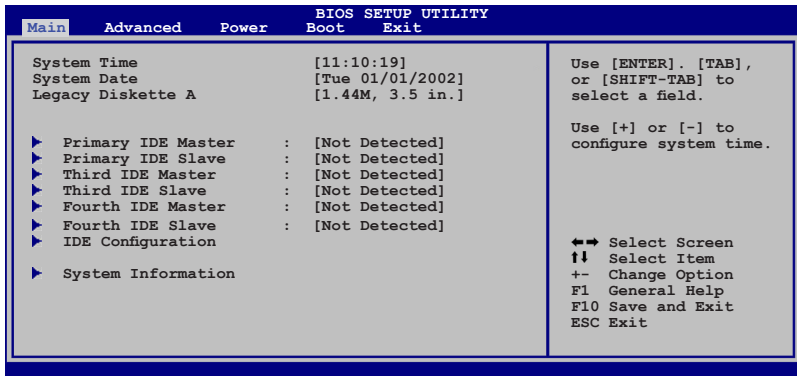 BIOS SETUP UTILITY
Main Advanced Power Boot Exit
System Time [11:10:19]
System Date [Tue 01/01/2002]
Legacy Diskette A [1.44M, 3.5 in.]
Primary IDE Master : [Not Detected]
Primary IDE Slave : [Not Detected]
Third IDE Master : [Not Detected]
Third IDE Slave : [Not Detected]
Fourth IDE Master : [Not Detected]
Fourth IDE Slave : [Not Detected]
IDE Configuration
System Information
Use [ENTER]. [TAB],
or [SHIFT-TAB] to
select a field.
Use [+] or [-] to
configure system time.
←→ Select Screen
↑↓ Select Item
+- Change Option
F1 General Help
F10 Save and Exit
ESC Exit